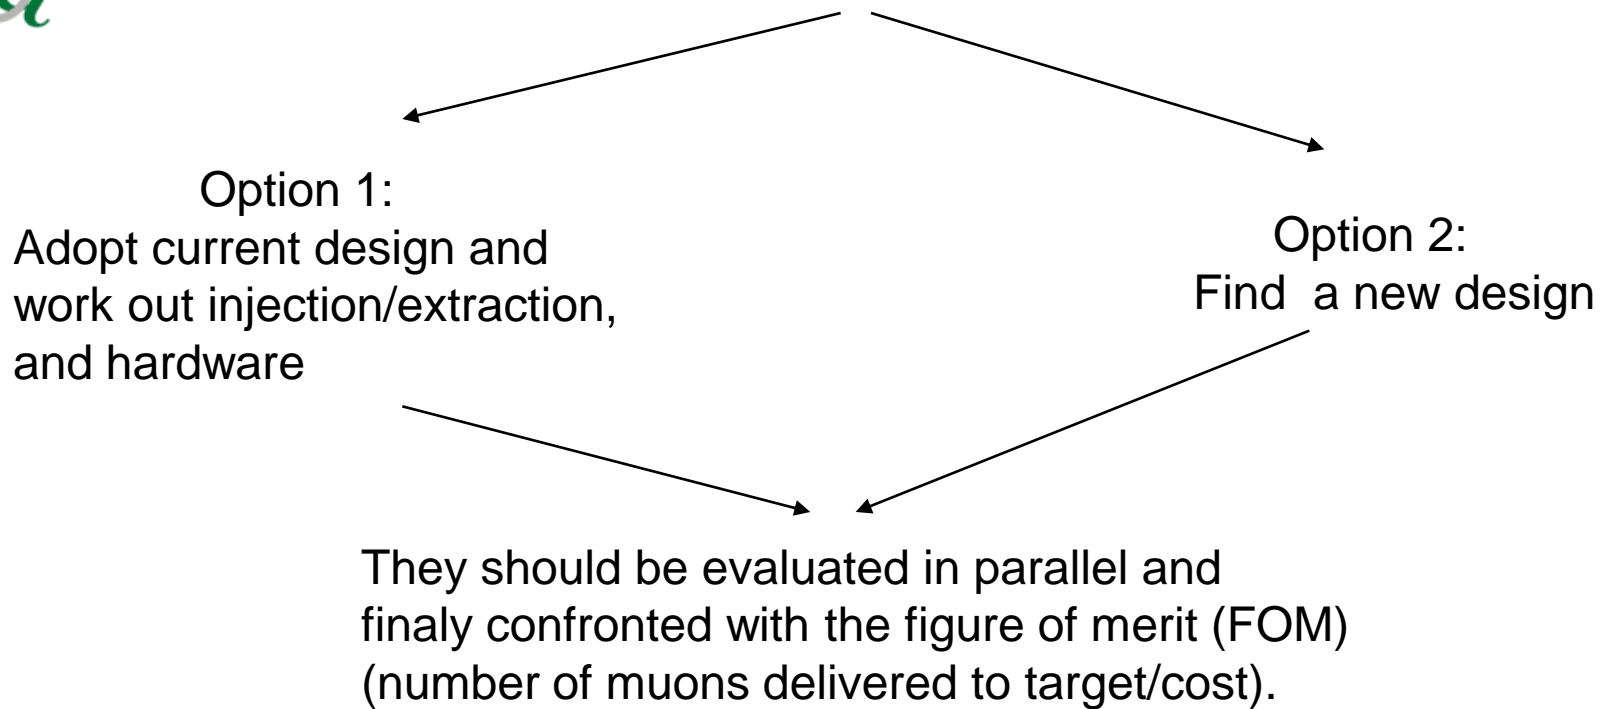 Option 1:
Adopt current design and
work out injection/extraction,
and hardware
Option 2:
Find  a new design
They should be evaluated in parallel and
finaly confronted with the figure of merit (FOM)
(number of muons delivered to target/cost).